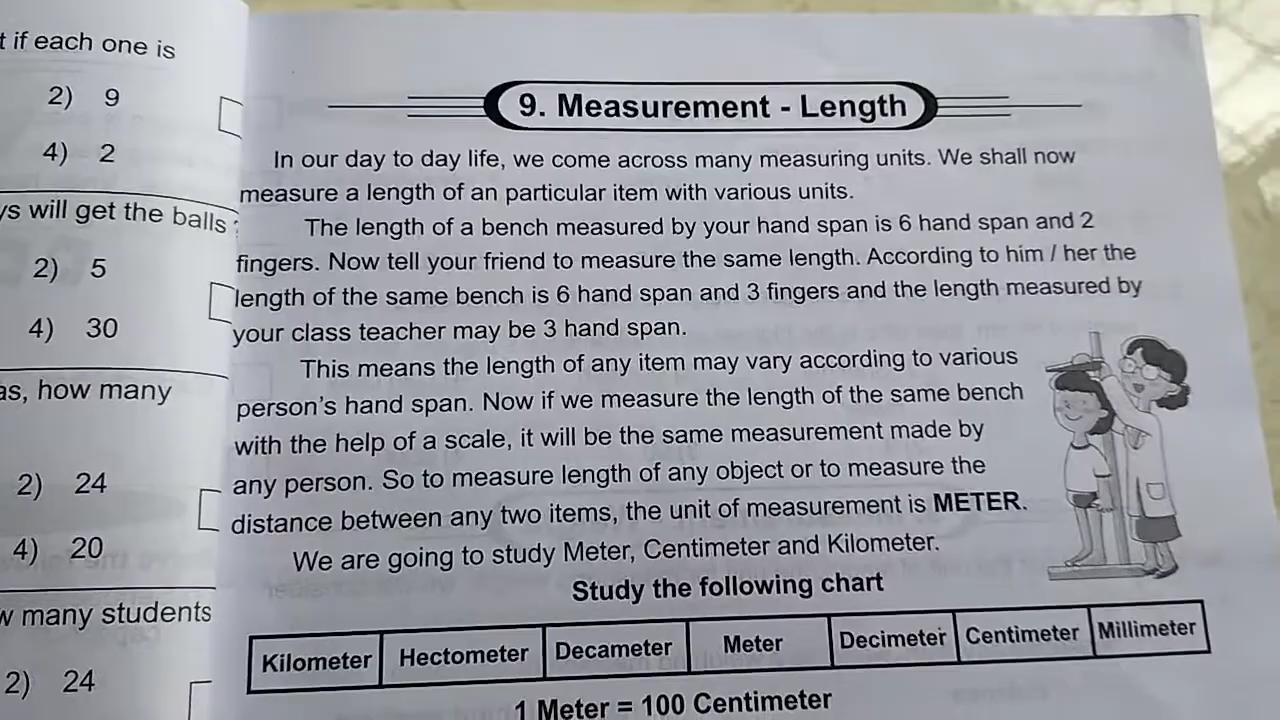 t if each one is
2) 9
4) 2
ys will get the balls
2) 5
4) 30
as, how many
2) 24
4) 20
w many students
2) 24
9. Measurement - Length
In our day to day life, we come across many measuring units. We shall now
measure a length of an particular item with various units.
The length of a bench measured by your hand span is 6 hand span and 2
fingers. Now tell your friend to measure the same length. According to him / her the
length of the same bench is 6 hand span and 3 fingers and the length measured by
your class teacher may be 3 hand span.
This means the length of any item may vary according to various
person's hand span. Now if we measure the length of the same bench
with the help of a scale, it will be the same measurement made by
any person. So to measure length of any object or to measure the
distance between any two items, the unit of measurement is METER.
We are going to study Meter, Centimeter and Kilometer.
Study the following chart
Kilometer Hectometer Decameter Meter Decimeter Centimeter Millimeter
1 Meter = 100 Centimeter